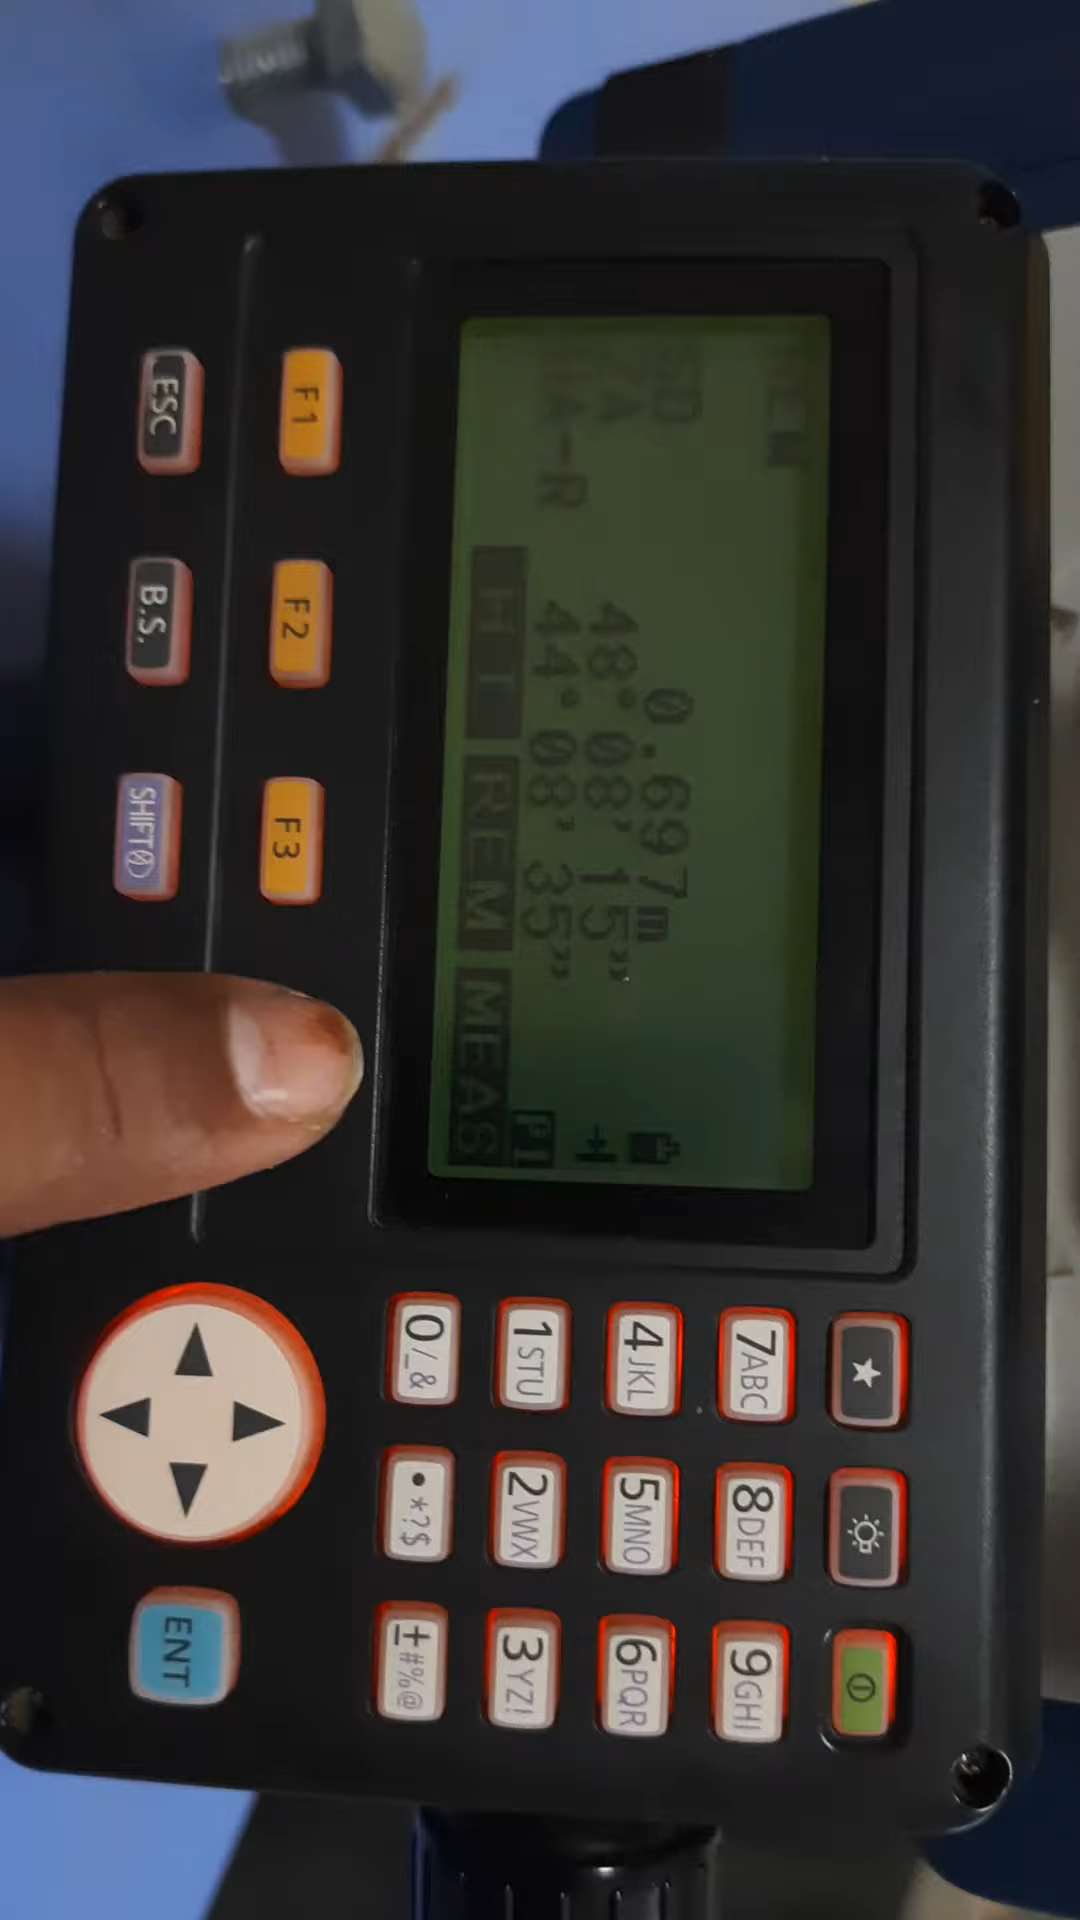 REM
SD 0.697m
ZA 48°08'15"
HA-R 44°08'35" P1
HT REM MEAS
F1 F2 F3
ESC B.S. SHIFT
★
7ABC 8DEF 9GHI
4JKL 5MNO 6PQR
1STU 2VWX 3YZ!
0/_& •*?$ ±#%@
ENT